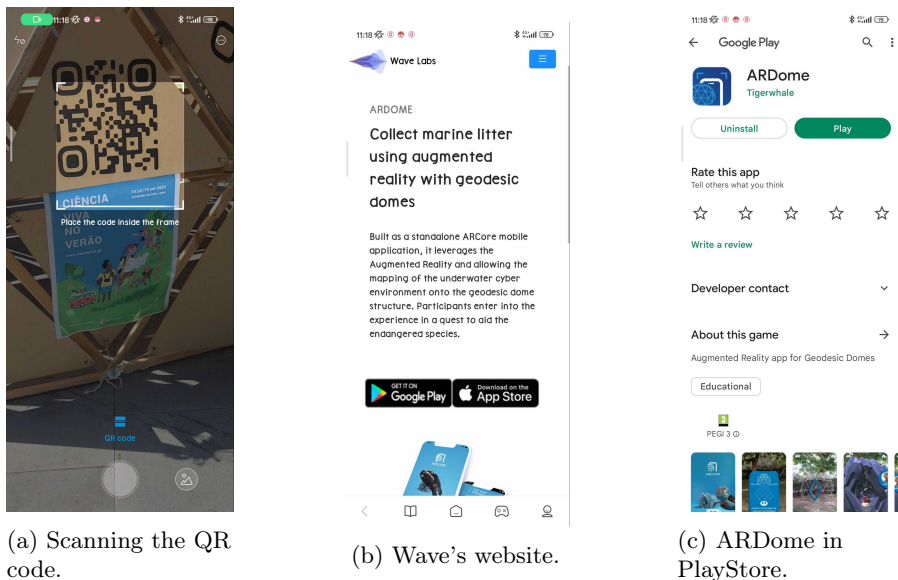 11:18
76
Place the code inside the frame
CIÊNCIA
VIVA
NO
VERÃO
QR code
(a) Scanning the QR
code.
11:18
76
Wave Labs
ARDOME
Collect marine litter
using augmented
reality with geodesic
domes
Built as a standalone ARCore mobile
application, it leverages the
Augmented Reality and allowing the
mapping of the underwater cyber
environment onto the geodesic dome
structure. Participants enter into the
experience in a quest to aid the
endangered species.
GET IT ON
Google Play
Download on the
App Store
(b) Wave's website.
11:18
76
Google Play
ARDome
Tigerwhale
Uninstall
Play
Rate this app
Tell others what you think
Write a review
Developer contact
About this game
Augmented Reality app for Geodesic Domes
Educational
3
PEGI 3
(c) ARDome in
PlayStore.